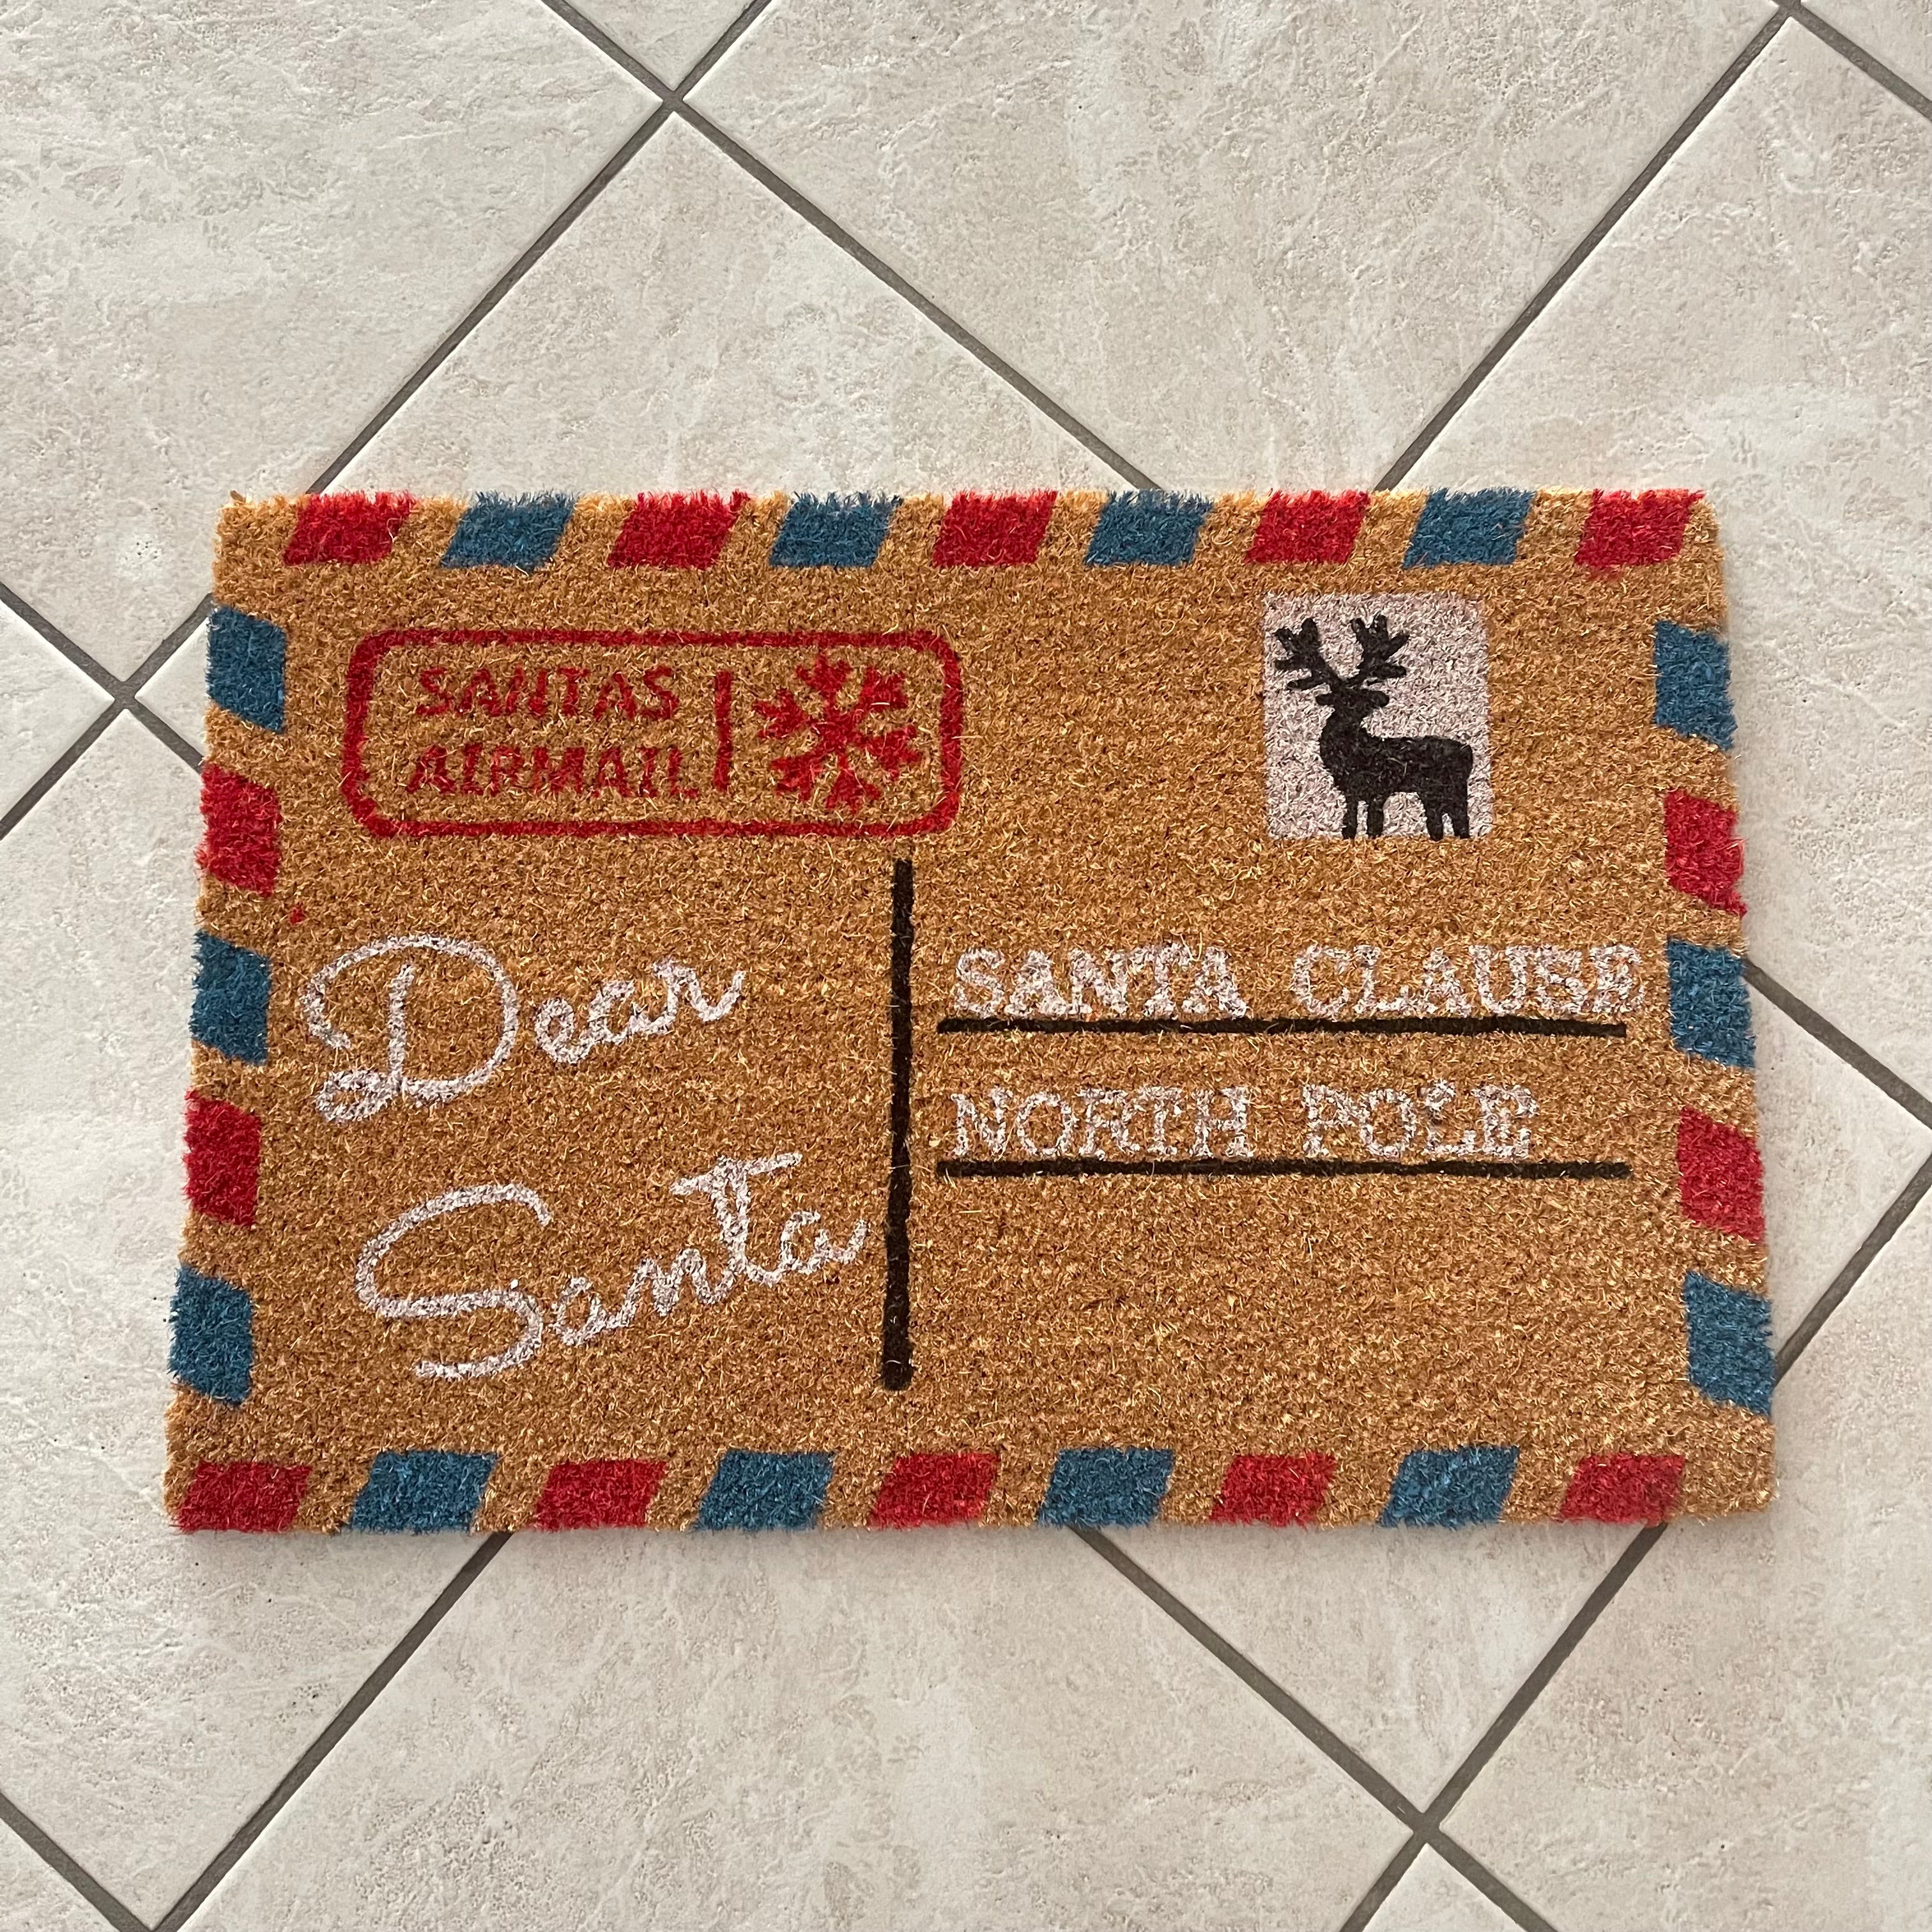 SANTAS
AIRMAIL
Dear
Santa
SANTA CLAUSE
NORTH POLE